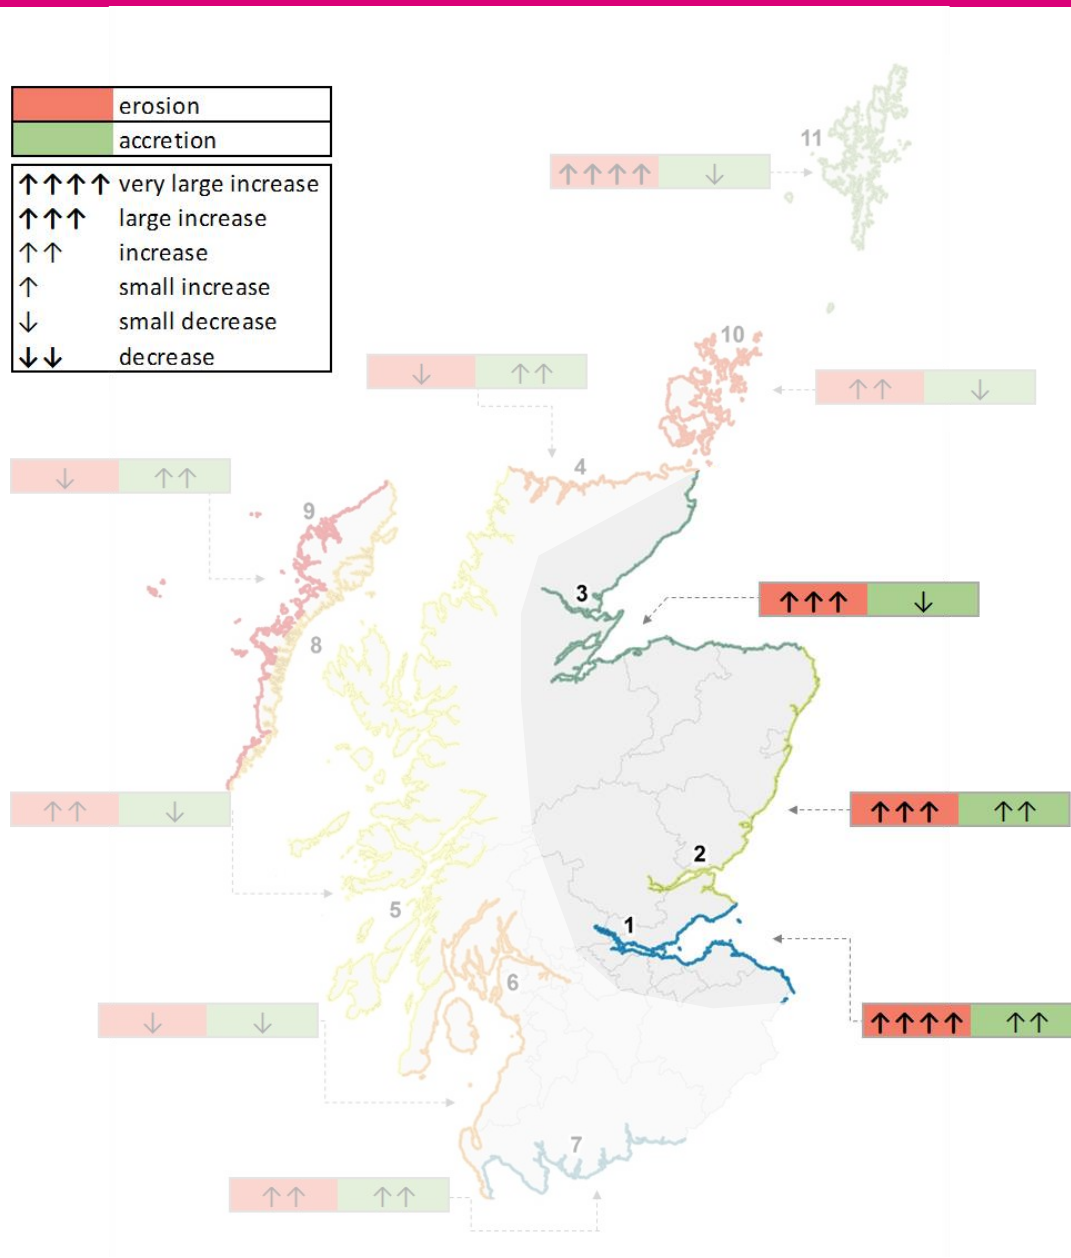 erosion
accretion
↑↑↑↑ very large increase
↑↑↑ large increase
↑↑ increase
↑ small increase
↓ small decrease
↓↓ decrease
11
↑↑↑↑ ↓
10
↓ ↑↑
↑↑ ↓
4
↓ ↑↑
9
3
↑↑↑ ↓
8
↑↑ ↓
↑↑↑ ↑↑
2
5
1
6
↓ ↓
↑↑↑↑ ↑↑
7
↑↑ ↑↑